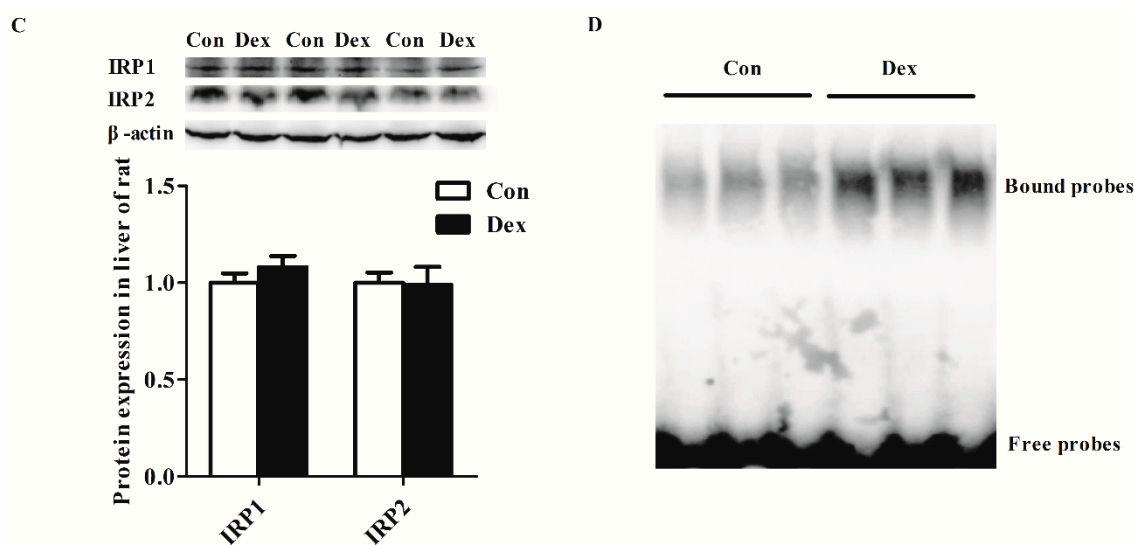 C
Con Dex Con Dex Con Dex
IRP1
IRP2
β -actin
Protein expression in liver of rat
1.5
1.0
0.5
0.0
Con
Dex
IRP1
IRP2
D
Con
Dex
Bound probes
Free probes